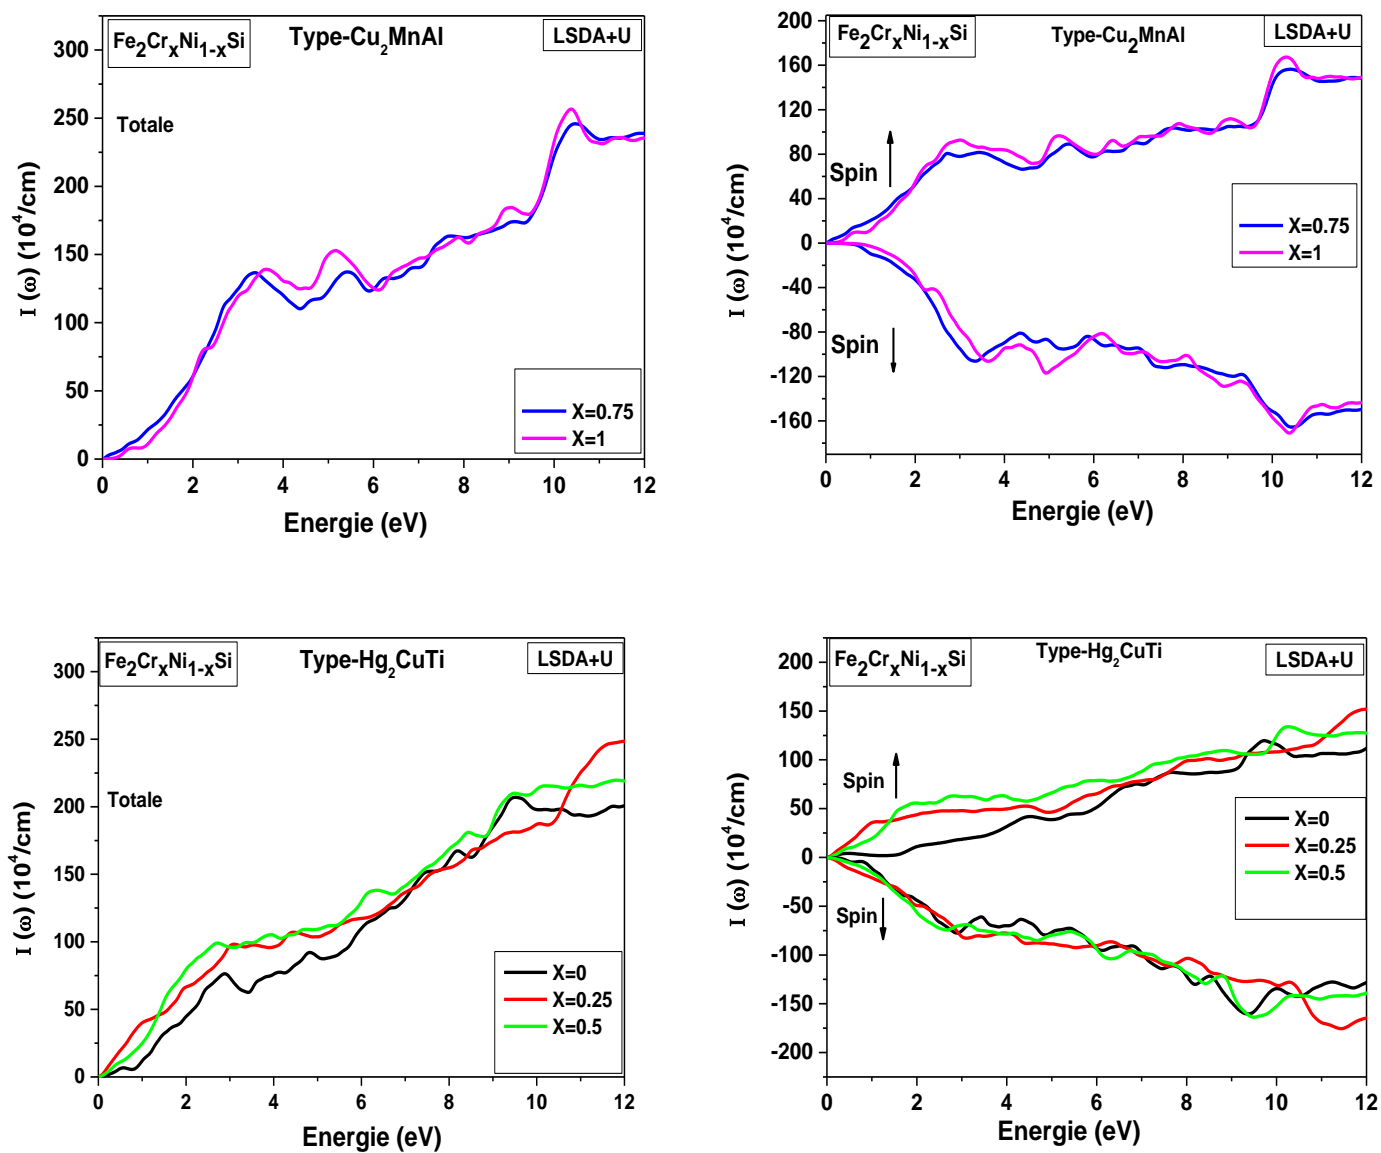 Fe₂CrₓNi₁₋ₓSi
Type-Cu₂MnAl
LSDA+U
Totale
I (ω) (10⁴/cm)
300
250
200
150
100
50
0
X=0.75
X=1
0 2 4 6 8 10 12
Energie (eV)
Fe₂CrₓNi₁₋ₓSi
Type-Cu₂MnAl
LSDA+U
I (ω) (10⁴/cm)
200
160
120
80
40
0
-40
-80
-120
-160
Spin
Spin
X=0.75
X=1
0 2 4 6 8 10 12
Energie (eV)
Fe₂CrₓNi₁₋ₓSi
Type-Hg₂CuTi
LSDA+U
Totale
I (ω) (10⁴/cm)
300
250
200
150
100
50
0
X=0
X=0.25
X=0.5
0 2 4 6 8 10 12
Energie (eV)
Fe₂CrₓNi₁₋ₓSi
Type-Hg₂CuTi
LSDA+U
I (ω) (10⁴/cm)
200
150
100
50
0
-50
-100
-150
-200
Spin
Spin
X=0
X=0.25
X=0.5
0 2 4 6 8 10 12
Energie (eV)